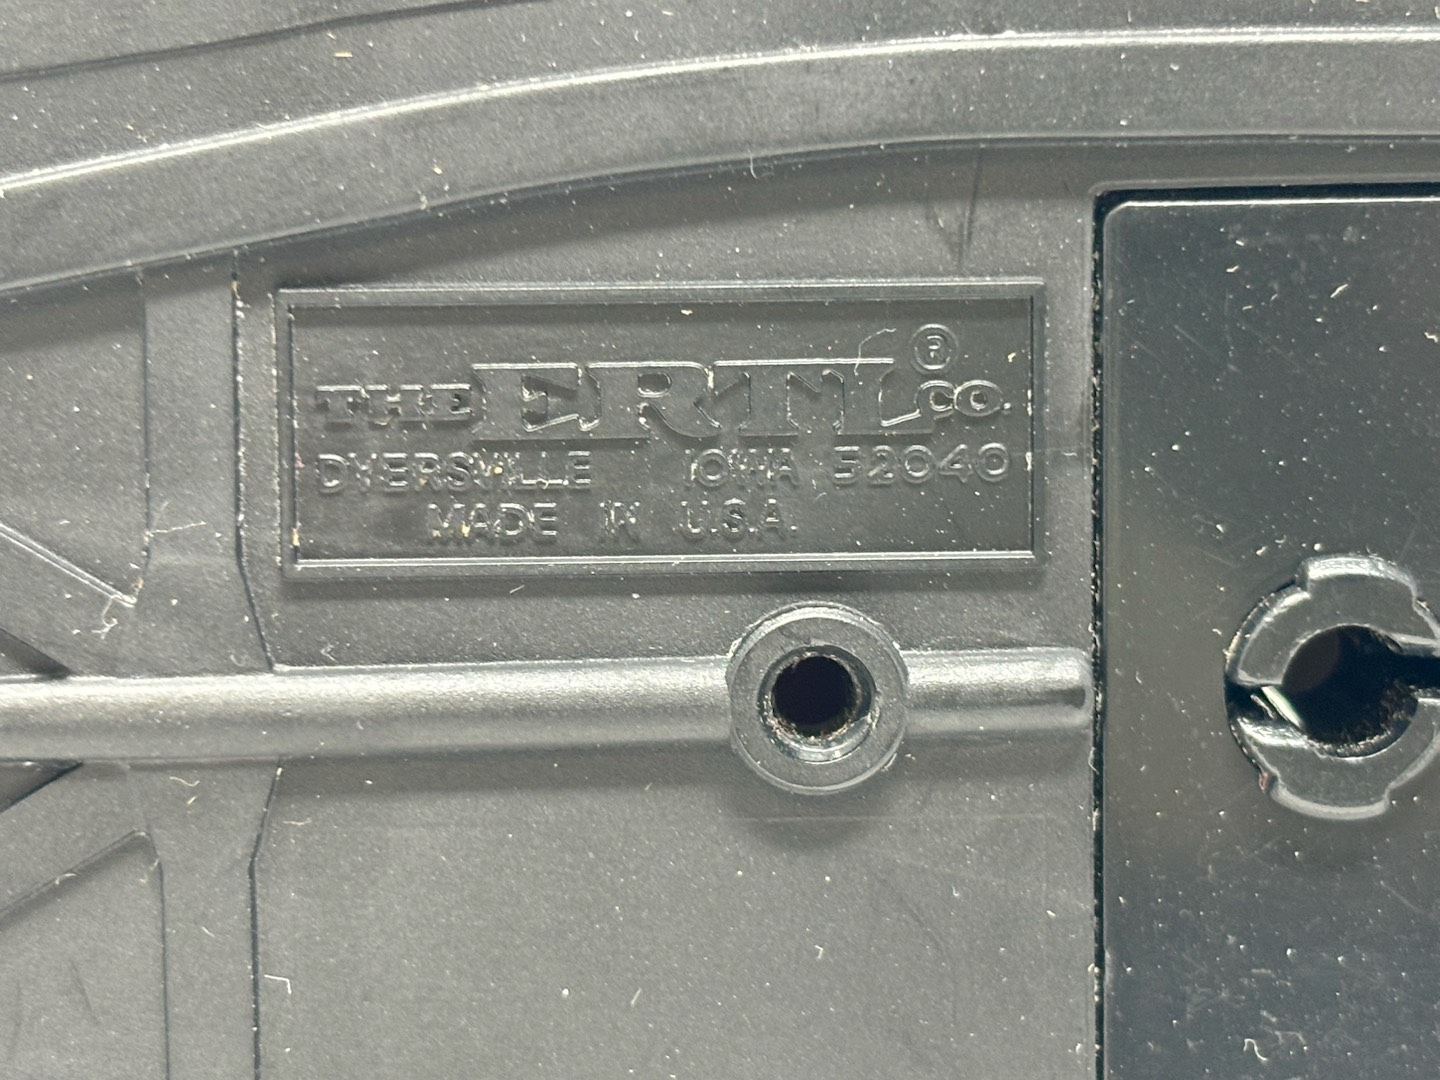 THE ERTL CO.®
DYERSVILLE IOWA 52040
MADE IN U.S.A.